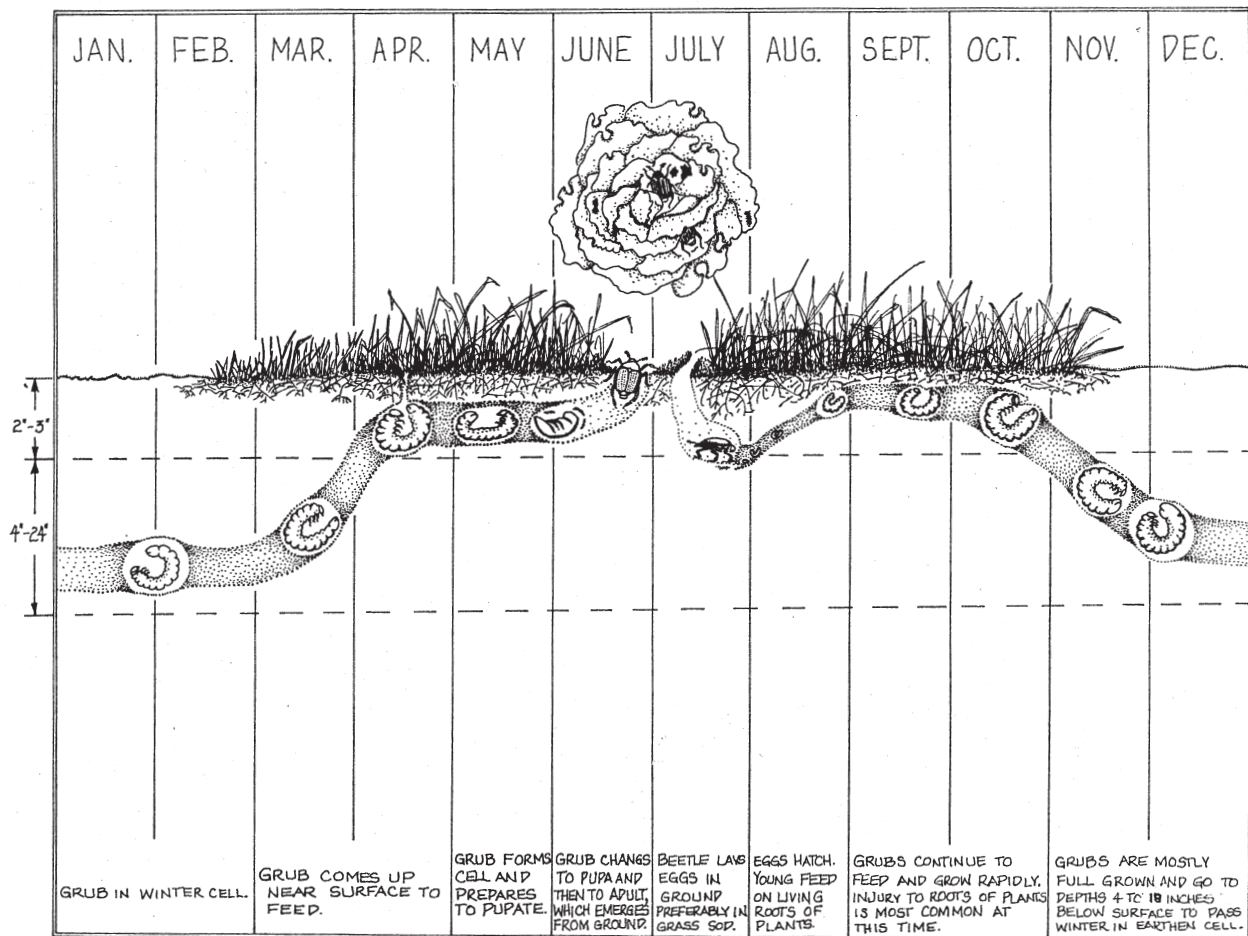 JAN.
FEB.
MAR.
APR.
MAY
JUNE
JULY
AUG.
SEPT.
OCT.
NOV.
DEC.
2"-3"
4"-24"
GRUB IN WINTER CELL.
GRUB COMES UP
NEAR SURFACE TO
FEED.
GRUB FORMS
CELL AND
PREPARES
TO PUPATE.
GRUB CHANGS
TO PUPA AND
THEN TO ADULT,
WHICH EMERGES
FROM GROUND.
BEETLE LAYS
EGGS IN
GROUND
PREFERABLY IN
GRASS SOD.
EGGS HATCH.
YOUNG FEED
ON LIVING
ROOTS OF
PLANTS.
GRUBS CONTINUE TO
FEED AND GROW RAPIDLY.
INJURY TO ROOTS OF PLANTS
IS MOST COMMON AT
THIS TIME.
GRUBS ARE MOSTLY
FULL GROWN AND GO TO
DEPTHS 4 TO 18 INCHES
BELOW SURFACE TO PASS
WINTER IN EARTHEN CELL.